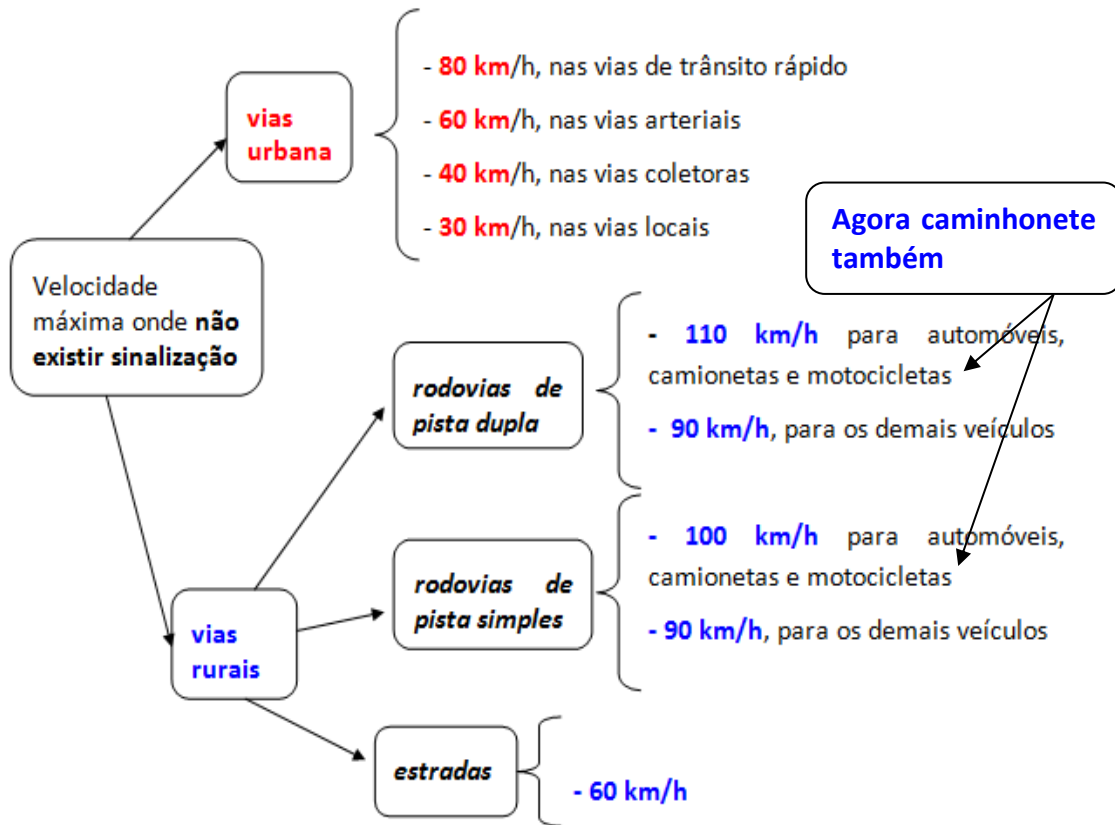 Velocidade
máxima onde não
existir sinalização
vias
urbana
- 80 km/h, nas vias de trânsito rápido
- 60 km/h, nas vias arteriais
- 40 km/h, nas vias coletoras
- 30 km/h, nas vias locais
Agora caminhonete
também
vias
rurais
rodovias de
pista dupla
- 110 km/h para automóveis,
camionetas e motocicletas
- 90 km/h, para os demais veículos
rodovias de
pista simples
- 100 km/h para automóveis,
camionetas e motocicletas
- 90 km/h, para os demais veículos
estradas
- 60 km/h